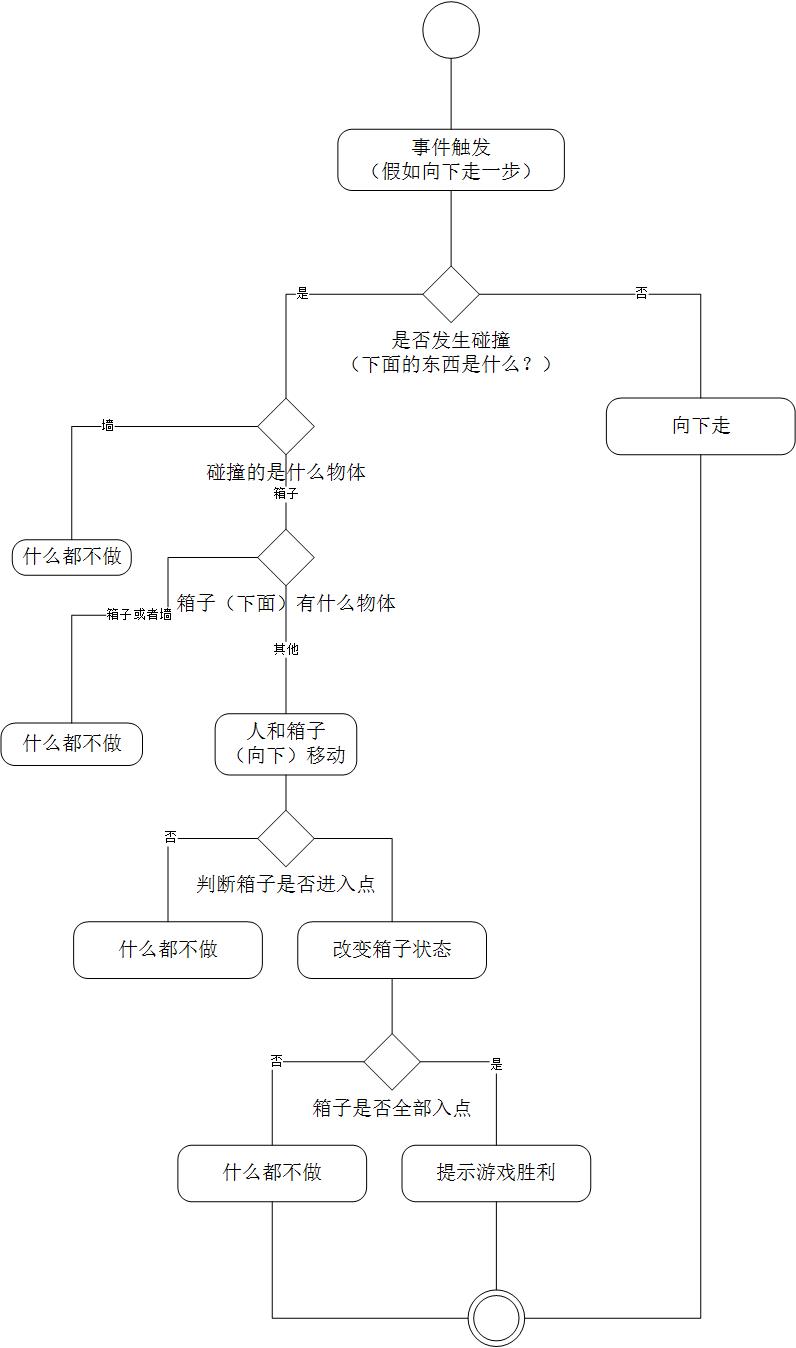 事件触发
（假如向下走一步）
是
否
是否发生碰撞
（下面的东西是什么？）
墙
向下走
碰撞的是什么物体
箱子
什么都不做
箱子（下面）有什么物体
箱子或者墙
其他
什么都不做
人和箱子
（向下）移动
否
判断箱子是否进入点
什么都不做
改变箱子状态
否
是
箱子是否全部入点
什么都不做
提示游戏胜利